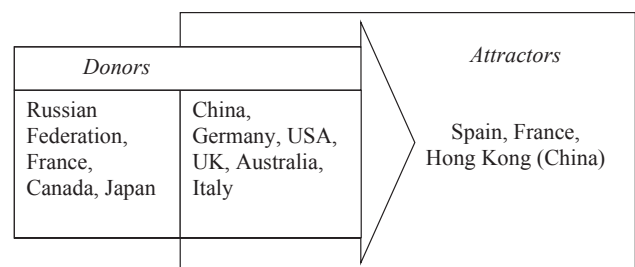 Donors
Attractors
Russian
Federation,
France,
Canada, Japan
China,
Germany, USA,
UK, Australia,
Italy
Spain, France,
Hong Kong (China)